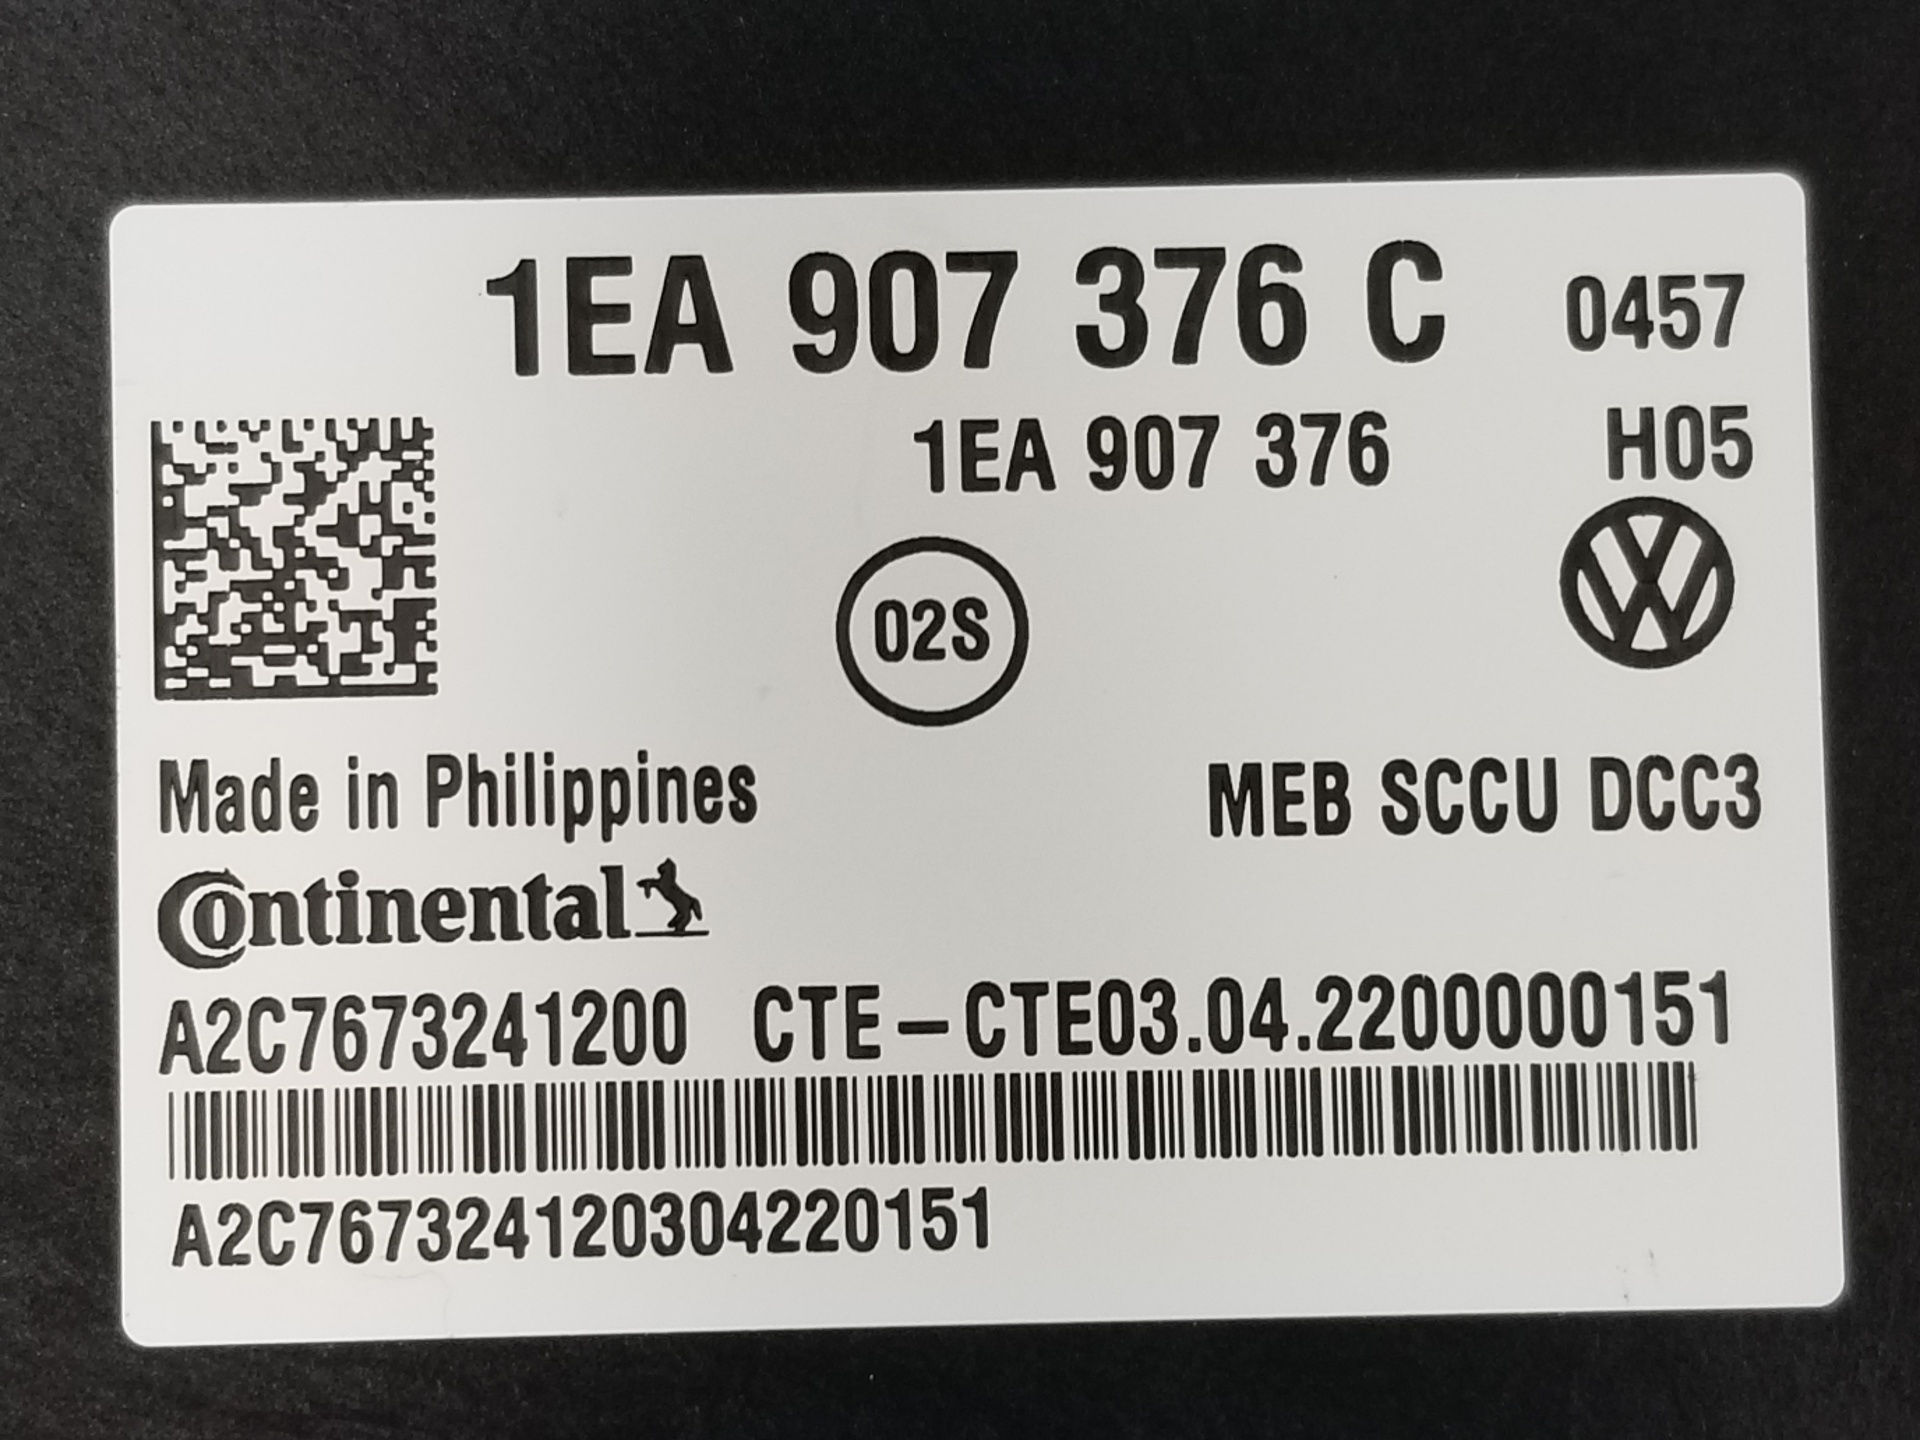 1EA 907 376 C 0457
1EA 907 376 H05
02S
Made in Philippines MEB SCCU DCC3
Continental
A2C7673241200 CTE-CTE03.04.2200000151
A2C767324120304220151